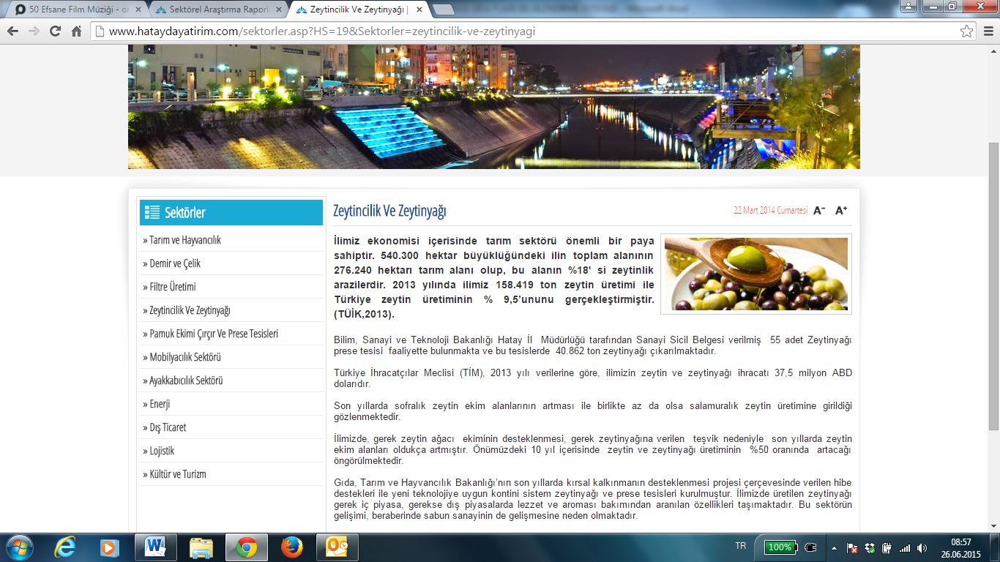 50 Efsane Film Müziği - on
Sektörel Araştırma Raporla
Zeytincilik Ve Zeytinyağı |
www.hataydayatirim.com/sektorler.asp?HS=19&Sektorler=zeytincilik-ve-zeytinyagi
Sektörler
» Tarım ve Hayvancılık
» Demir ve Çelik
» Filtre Üretimi
» Zeytincilik Ve Zeytinyağı
» Pamuk Ekimi Çırçır Ve Prese Tesisleri
» Mobilyacılık Sektörü
» Ayakkabıcılık Sektörü
» Enerji
» Dış Ticaret
» Lojistik
» Kültür ve Turizm
Zeytincilik Ve Zeytinyağı
22 Mart 2014 Cumartesi A- A+
İlimiz ekonomisi içerisinde tarım sektörü önemli bir paya
sahiptir. 540.300 hektar büyüklüğündeki ilin toplam alanının
276.240 hektarı tarım alanı olup, bu alanın %18' si zeytinlik
arazilerdir. 2013 yılında ilimiz 158.419 ton zeytin üretimi ile
Türkiye zeytin üretiminin % 9,5'ununu gerçekleştirmiştir.
(TÜİK,2013).
Bilim, Sanayi ve Teknoloji Bakanlığı Hatay İl Müdürlüğü tarafından Sanayi Sicil Belgesi verilmiş 55 adet Zeytinyağı
prese tesisi faaliyette bulunmakta ve bu tesislerde 40.862 ton zeytinyağı çıkarılmaktadır.
Türkiye İhracatçılar Meclisi (TİM), 2013 yılı verilerine göre, ilimizin zeytin ve zeytinyağı ihracatı 37,5 milyon ABD
dolarıdır.
Son yıllarda sofralık zeytin ekim alanlarının artması ile birlikte az da olsa salamuralık zeytin üretimine girildiği
gözlenmektedir.
İlimizde, gerek zeytin ağacı ekiminin desteklenmesi, gerek zeytinyağına verilen teşvik nedeniyle son yıllarda zeytin
ekim alanları oldukça artmıştır. Önümüzdeki 10 yıl içerisinde zeytin ve zeytinyağı üretiminin %50 oranında artacağı
öngörülmektedir.
Gıda, Tarım ve Hayvancılık Bakanlığı'nın son yıllarda kırsal kalkınmanın desteklenmesi projesi çerçevesinde verilen hibe
destekleri ile yeni teknolojiye uygun kontini sistem zeytinyağı ve prese tesisleri kurulmuştur. İlimizde üretilen zeytinyağı
gerek iç piyasa, gerekse dış piyasalarda lezzet ve aroması bakımından aranılan özellikleri taşımaktadır. Bu sektörün
gelişimi, beraberinde sabun sanayinin de gelişmesine neden olmaktadır.
TR
100%
08:57
26.06.2015